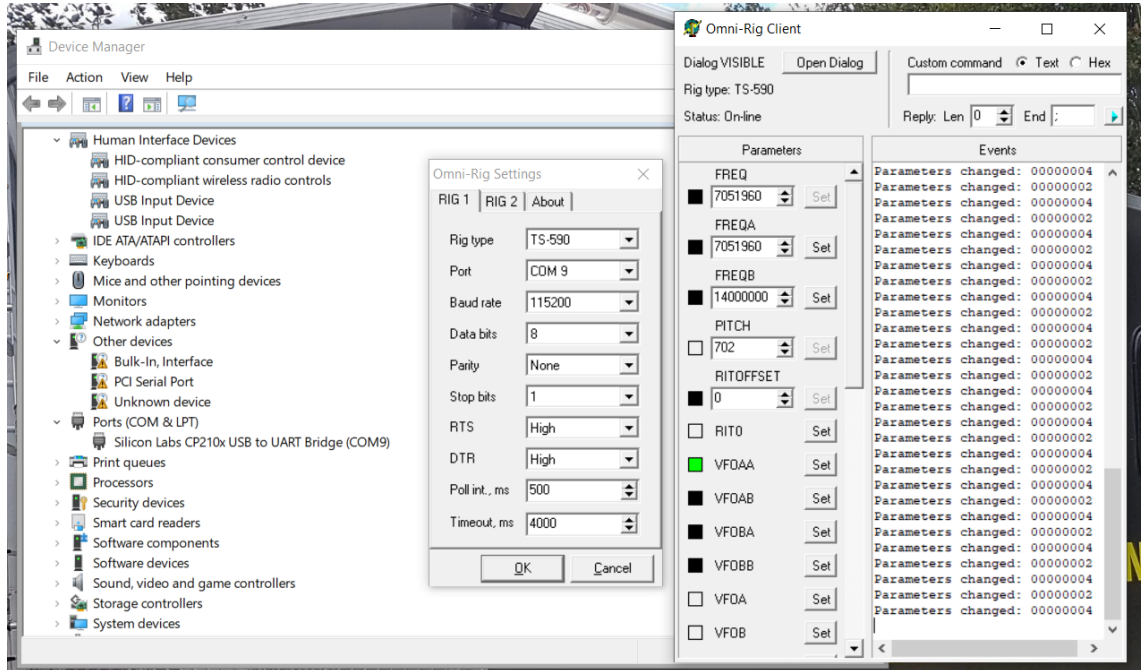 Device Manager
File Action View Help
Human Interface Devices
HID-compliant consumer control device
HID-compliant wireless radio controls
USB Input Device
USB Input Device
IDE ATA/ATAPI controllers
Keyboards
Mice and other pointing devices
Monitors
Network adapters
Other devices
Bulk-In, Interface
PCI Serial Port
Unknown device
Ports (COM & LPT)
Silicon Labs CP210x USB to UART Bridge (COM9)
Print queues
Processors
Security devices
Smart card readers
Software components
Software devices
Sound, video and game controllers
Storage controllers
System devices
Omni-Rig Settings
RIG 1 RIG 2 About
Rig type TS-590
Port COM 9
Baud rate 115200
Data bits 8
Parity None
Stop bits 1
RTS High
DTR High
Poll int., ms 500
Timeout, ms 4000
OK Cancel
Omni-Rig Client
Dialog VISIBLE Open Dialog
Rig type: TS-590
Status: On-line
Custom command Text Hex
Reply: Len 0 End ;
Parameters
FREQ
7051960 Set
FREQA
7051960 Set
FREQB
14000000 Set
PITCH
702 Set
RITOFFSET
0 Set
RIT0 Set
VFOAA Set
VFOAB Set
VFOBA Set
VFOBB Set
VFOA Set
VFOB Set
Events
Parameters changed: 00000004
Parameters changed: 00000002
Parameters changed: 00000004
Parameters changed: 00000002
Parameters changed: 00000004
Parameters changed: 00000002
Parameters changed: 00000004
Parameters changed: 00000002
Parameters changed: 00000004
Parameters changed: 00000002
Parameters changed: 00000004
Parameters changed: 00000002
Parameters changed: 00000004
Parameters changed: 00000002
Parameters changed: 00000004
Parameters changed: 00000002
Parameters changed: 00000004
Parameters changed: 00000002
Parameters changed: 00000004
Parameters changed: 00000002
Parameters changed: 00000004
Parameters changed: 00000002
Parameters changed: 00000004
Parameters changed: 00000002
Parameters changed: 00000004
Parameters changed: 00000002
Parameters changed: 00000004
Parameters changed: 00000002
Parameters changed: 00000004